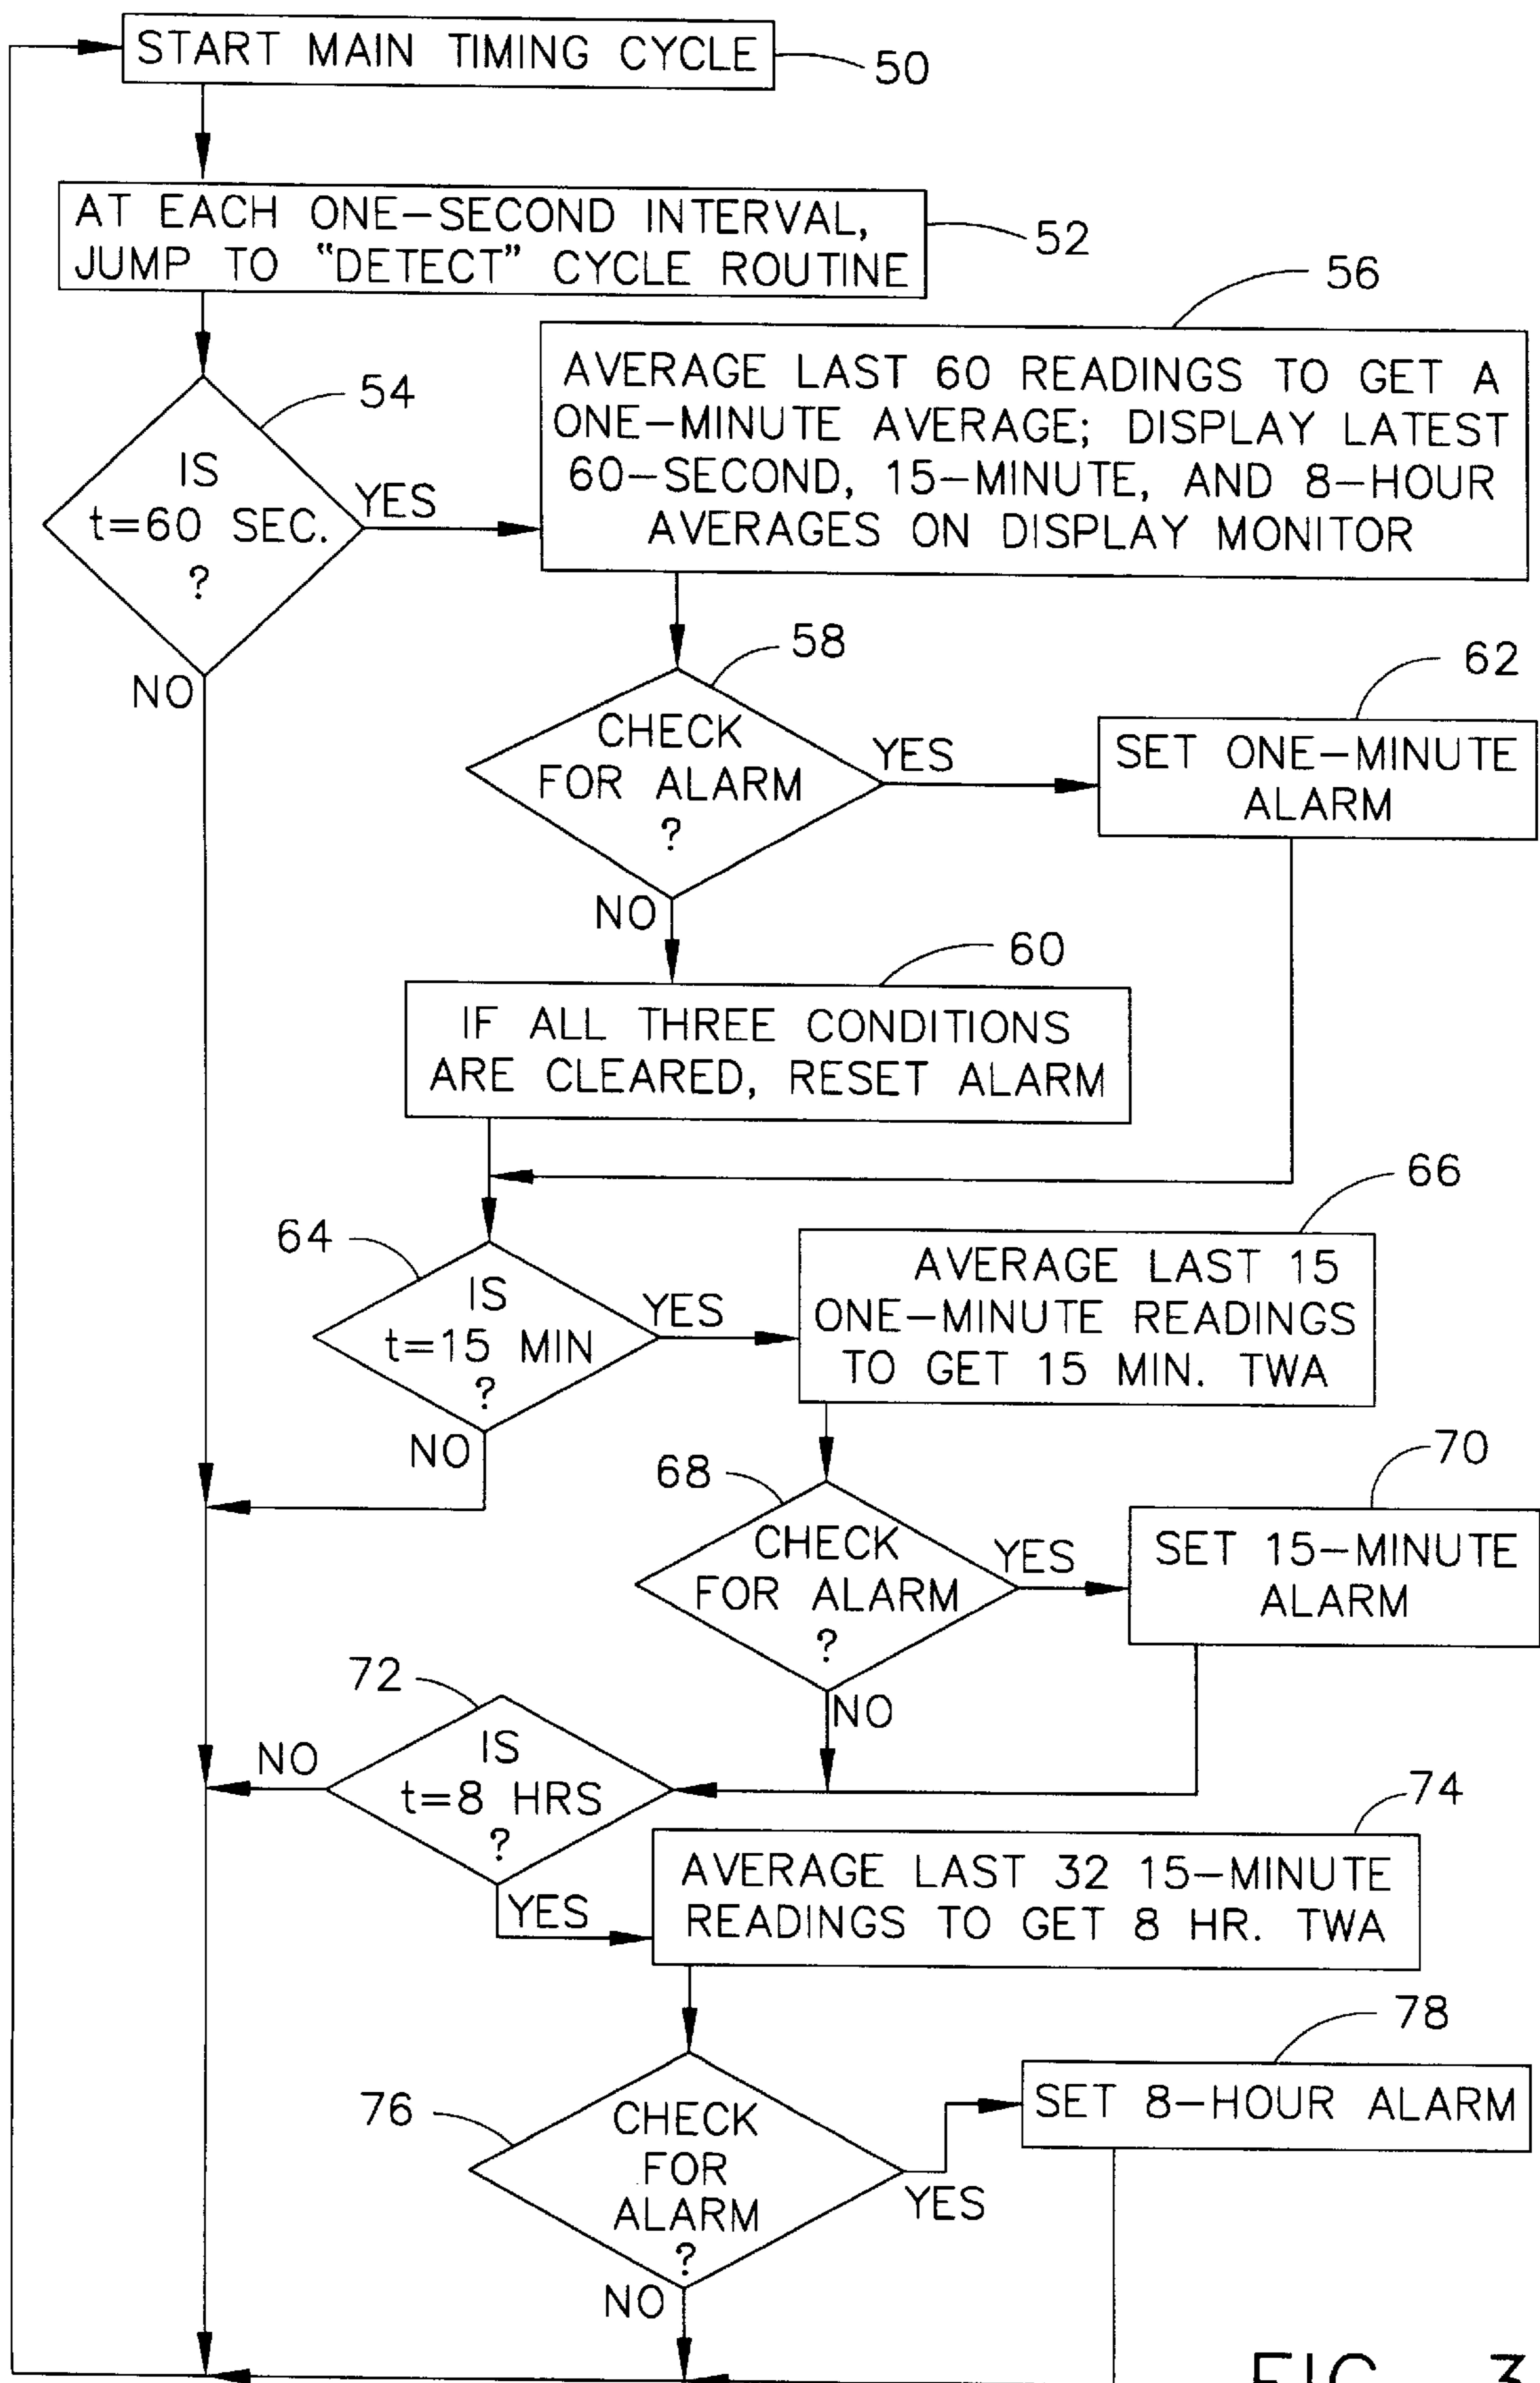 START MAIN TIMING CYCLE
50
AT EACH ONE-SECOND INTERVAL,
JUMP TO "DETECT" CYCLE ROUTINE
52
56
AVERAGE LAST 60 READINGS TO GET A
ONE-MINUTE AVERAGE; DISPLAY LATEST
60-SECOND, 15-MINUTE, AND 8-HOUR
AVERAGES ON DISPLAY MONITOR
54
IS
t=60 SEC.
?
YES
NO
58
CHECK
FOR ALARM
?
YES
62
SET ONE-MINUTE
ALARM
NO
60
IF ALL THREE CONDITIONS
ARE CLEARED, RESET ALARM
64
IS
t=15 MIN
?
YES
NO
66
AVERAGE LAST 15
ONE-MINUTE READINGS
TO GET 15 MIN. TWA
68
CHECK
FOR ALARM
?
YES
NO
70
SET 15-MINUTE
ALARM
72
IS
t=8 HRS
?
NO
YES
74
AVERAGE LAST 32 15-MINUTE
READINGS TO GET 8 HR. TWA
76
CHECK
FOR
ALARM
?
YES
NO
78
SET 8-HOUR ALARM
FIG. 3